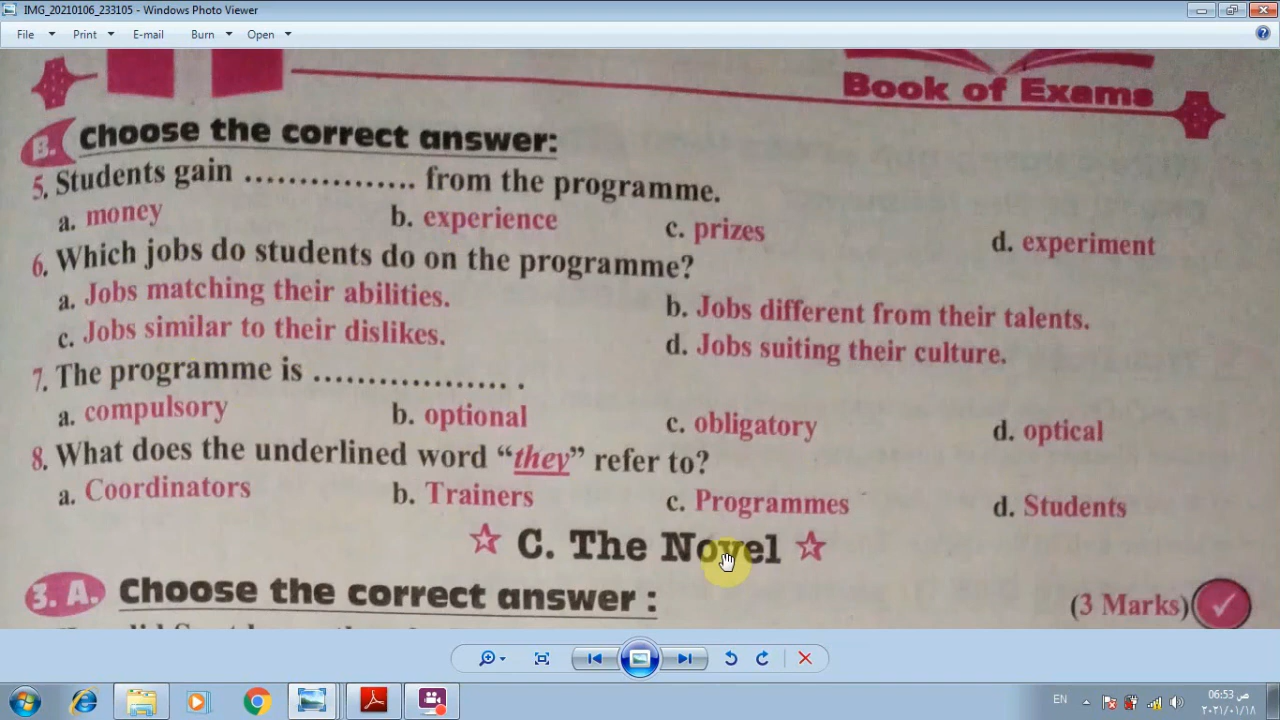 IMG_20210106_233105 - Windows Photo Viewer
File Print E-mail Burn Open
Book of Exams
B. Choose the correct answer:
5. Students gain ................ from the programme.
a. money b. experience c. prizes d. experiment
6. Which jobs do students do on the programme?
a. Jobs matching their abilities. b. Jobs different from their talents.
c. Jobs similar to their dislikes. d. Jobs suiting their culture.
7. The programme is .................. .
a. compulsory b. optional c. obligatory d. optical
8. What does the underlined word “they” refer to?
a. Coordinators b. Trainers c. Programmes d. Students
C. The Novel
3. A. Choose the correct answer : (3 Marks)
EN 06:53 ص
٢٠٢١/٠١/١٨